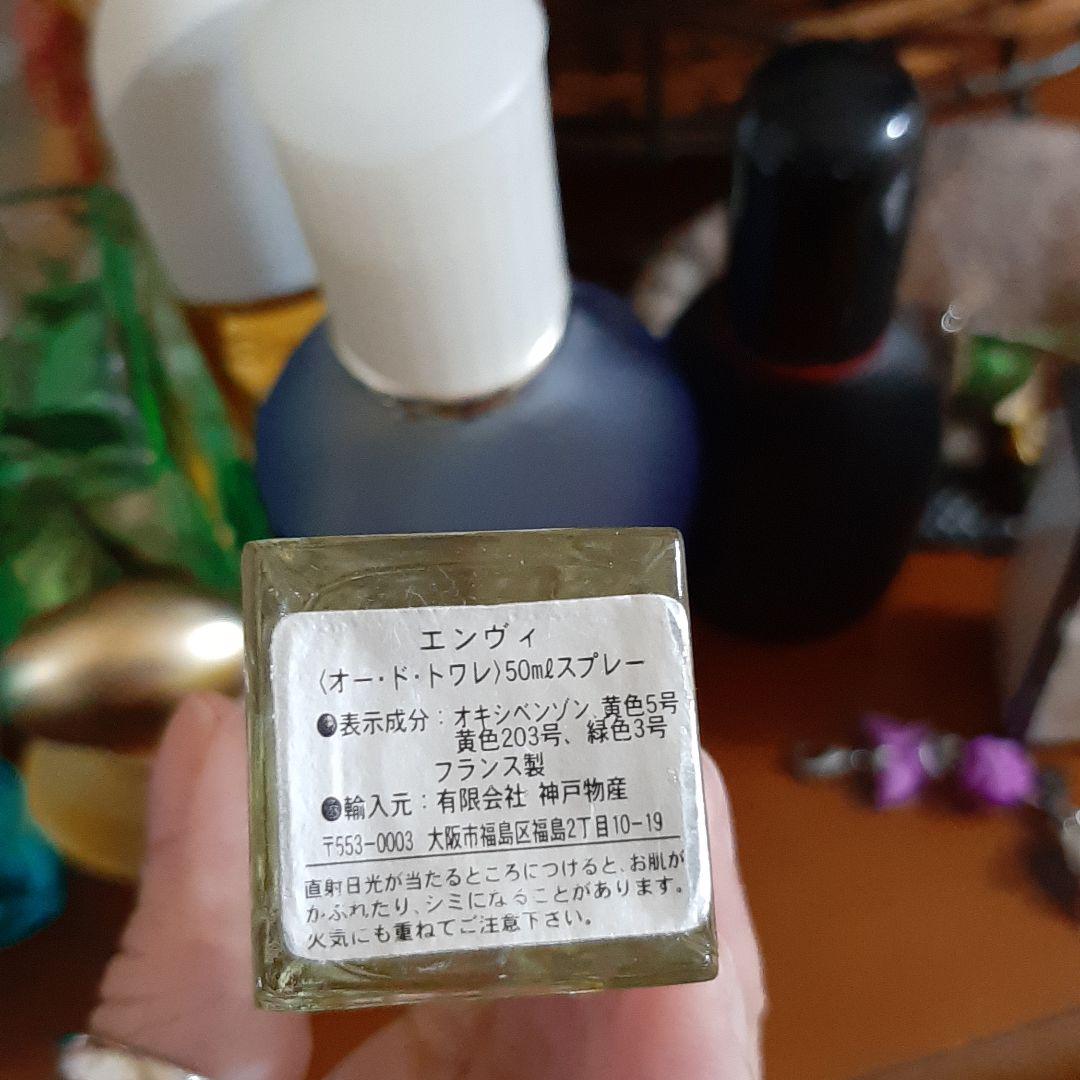 エンヴィ
〈オー・ド・トワレ〉50mlスプレー
●表示成分：オキシベンゾン 黄色5号
黄色203号、緑色3号
フランス製
●輸入元：有限会社 神戸物産
〒553-0003 大阪市福島区福島2丁目10-19
直射日光が当たるところにつけると、お肌が
かぶれたり、シミになることがあります。
火気にも重ねてご注意下さい。